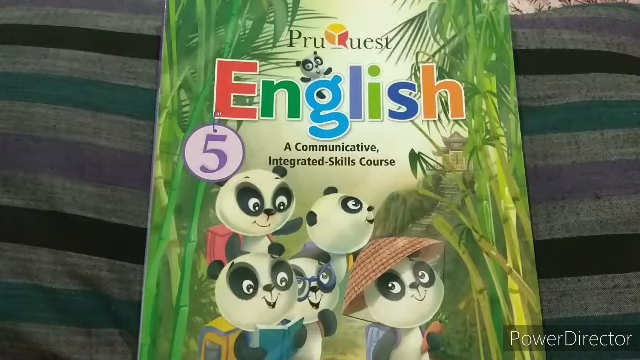 PruQuest
English
5
A Communicative,
Integrated-Skills Course
PowerDirector